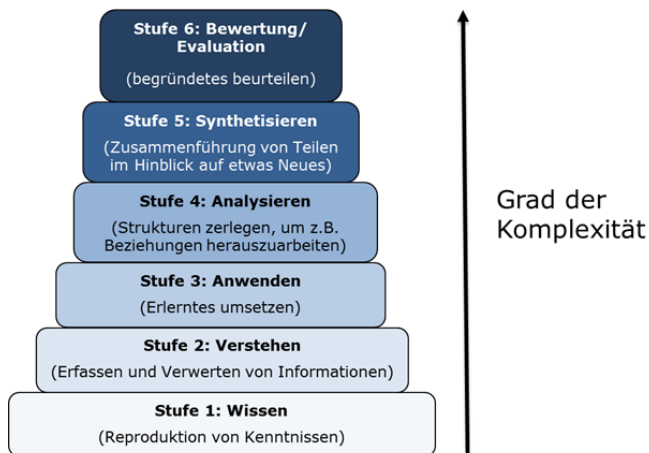 Stufe 6: Bewertung/
Evaluation
(begründetes beurteilen)
Stufe 5: Synthetisieren
(Zusammenführung von Teilen
im Hinblick auf etwas Neues)
Stufe 4: Analysieren
(Strukturen zerlegen, um z.B.
Beziehungen herauszuarbeiten)
Stufe 3: Anwenden
(Erlerntes umsetzen)
Stufe 2: Verstehen
(Erfassen und Verwerten von Informationen)
Stufe 1: Wissen
(Reproduktion von Kenntnissen)
Grad der
Komplexität